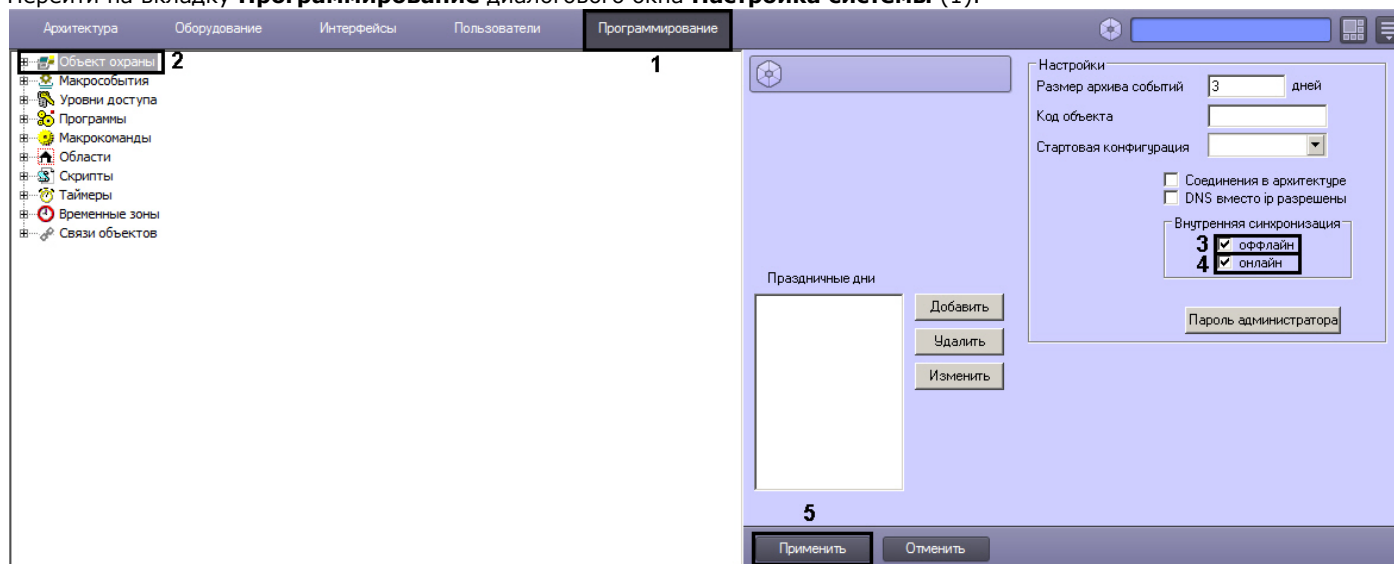 Перейти на вкладку Программирование диалогового окна Настройка системы (1).
Архитектура Оборудование Интерфейсы Пользователи Программирование
1
Объект охраны 2
Макрособытия
Уровни доступа
Программы
Макрокоманды
Области
Скрипты
Таймеры
Временные зоны
Связи объектов
Настройки
Размер архива событий 3 дней
Код объекта
Стартовая конфигурация
Соединения в архитектуре
DNS вместо ip разрешены
Внутренняя синхронизация
3 оффлайн
4 онлайн
Пароль администратора
Праздничные дни
Добавить
Удалить
Изменить
5
Применить Отменить